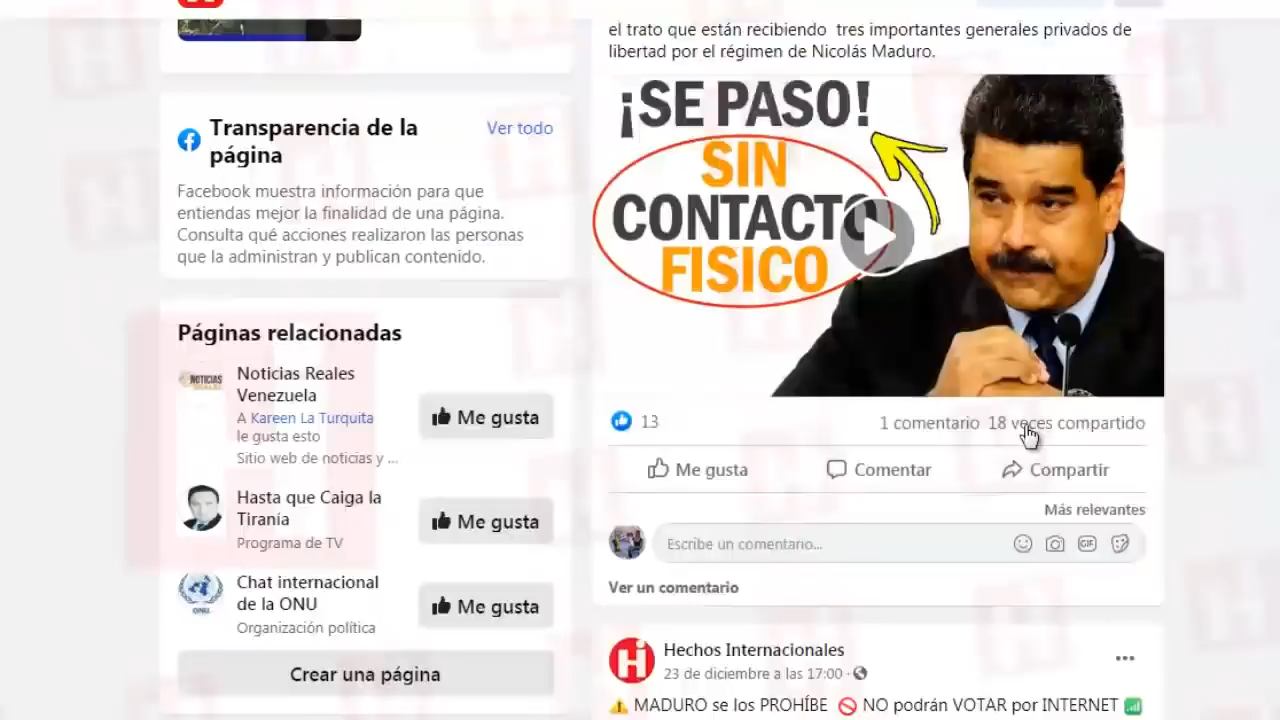 Transparencia de la
página
Ver todo
Facebook muestra información para que
entiendas mejor la finalidad de una página.
Consulta qué acciones realizaron las personas
que la administran y publican contenido.
Páginas relacionadas
NOTICIAS
Noticias Reales
Venezuela
A Kareen La Turquita
le gusta esto
Sitio web de noticias y ...
Me gusta
Hasta que Caiga la
Tiranía
Programa de TV
Me gusta
ONU
Chat internacional
de la ONU
Organización política
Me gusta
Crear una página
el trato que están recibiendo tres importantes generales privados de
libertad por el régimen de Nicolás Maduro.
¡SE PASO!
SIN
CONTACTO
FISICO
13
1 comentario 18 veces compartido
Me gusta
Comentar
Compartir
Más relevantes
Escribe un comentario...
GIF
Ver un comentario
Hechos Internacionales
23 de diciembre a las 17:00 ·
⚠️ MADURO se los PROHÍBE 🚫 NO podrán VOTAR por INTERNET 📶